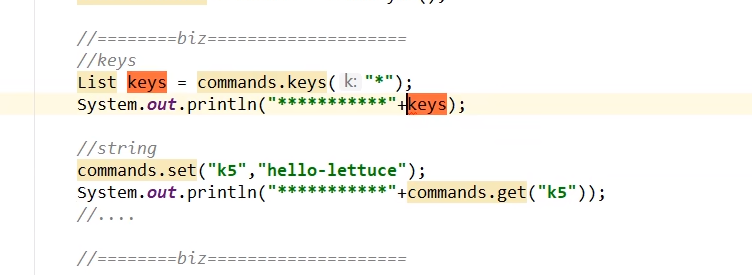 //========biz====================
//keys
List keys = commands.keys( k: "*");
System.out.println("***********"+keys);
//string
commands.set("k5","hello-lettuce");
System.out.println("***********"+commands.get("k5"));
//....
//========biz====================